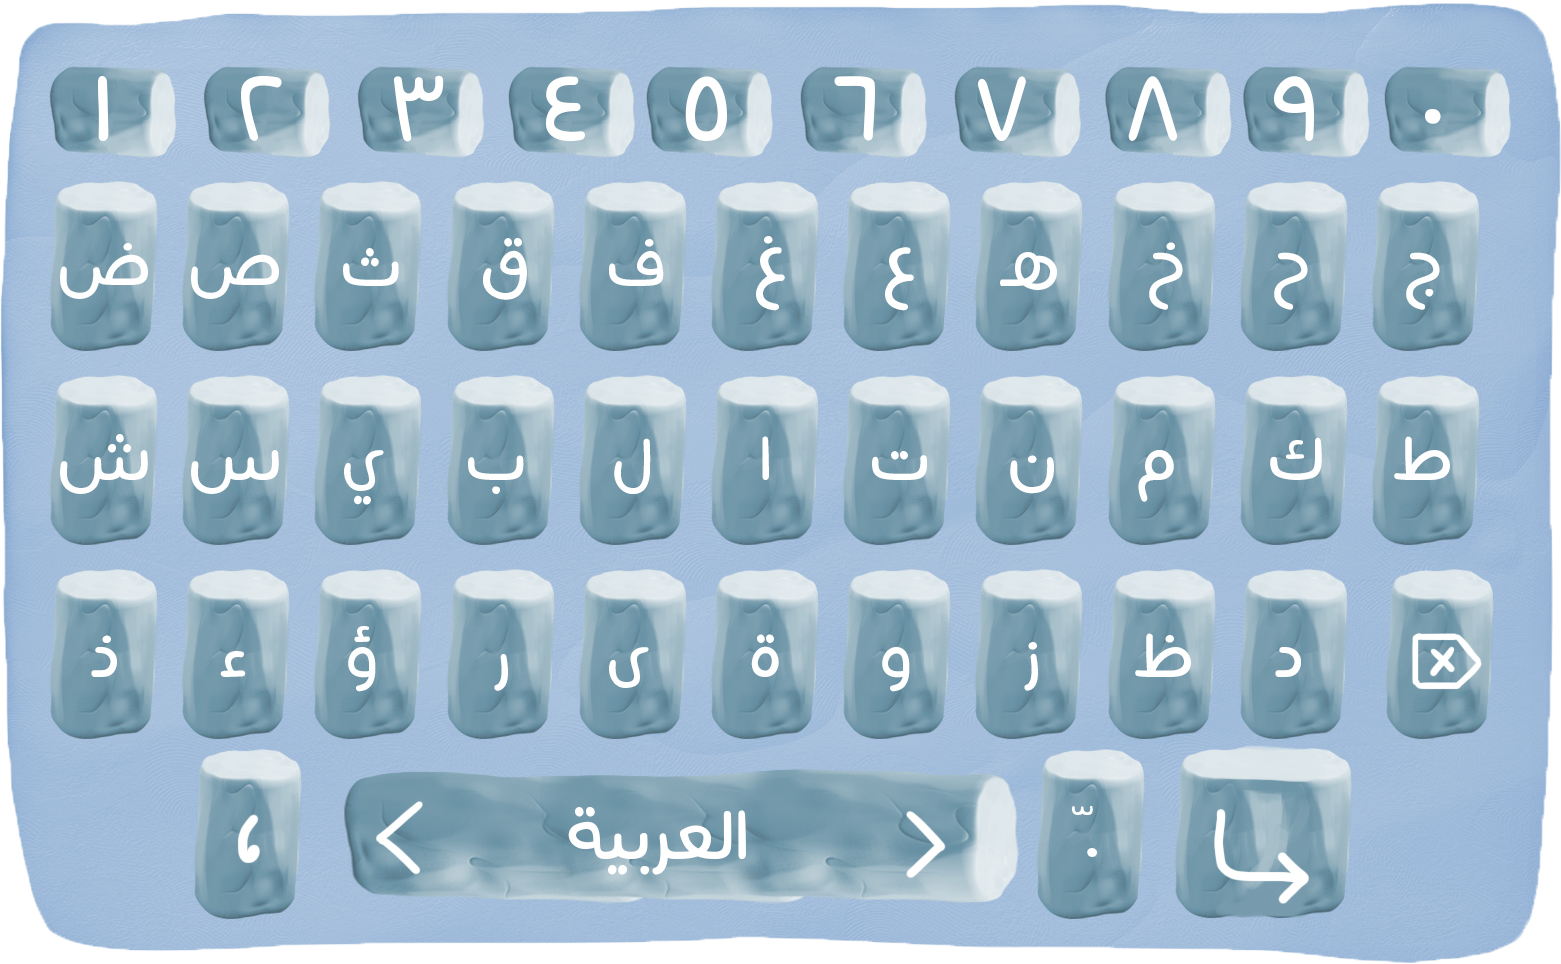 ١ ٢ ٣ ٤ ٥ ٦ ٧ ٨ ٩ ٠
ض ص ث ق ف غ ع ه‍ خ ح ج
ش س ي ب ل ا ت ن م ك ط
ذ ء ؤ ر ى ة و ز ظ د
، < العربية > ّ .